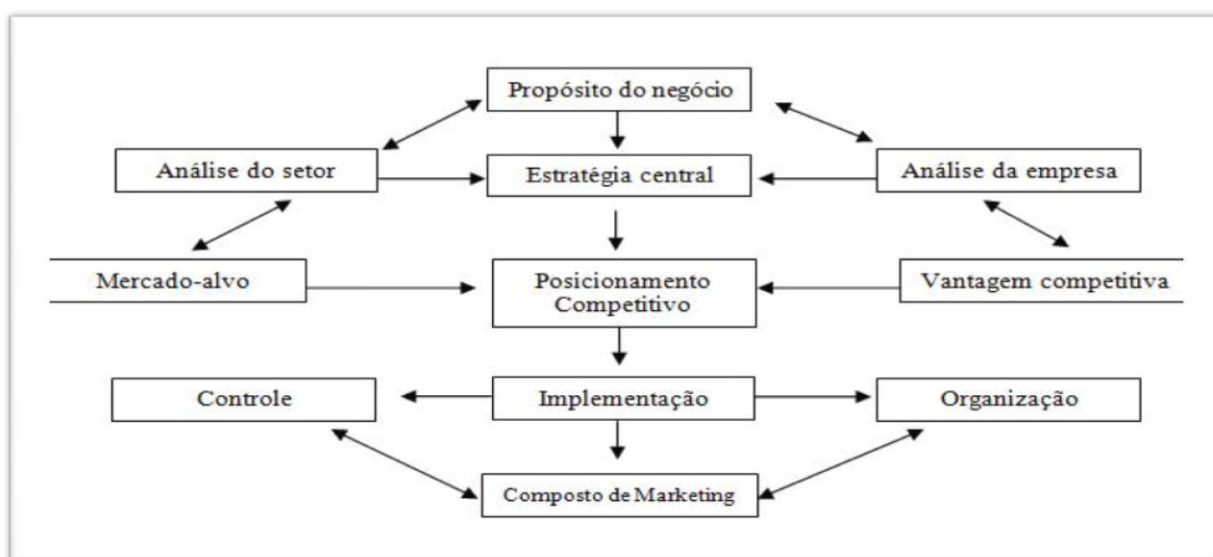 Propósito do negócio
Análise do setor
Estratégia central
Análise da empresa
Mercado-alvo
Posicionamento
Competitivo
Vantagem competitiva
Controle
Implementação
Organização
Composto de Marketing